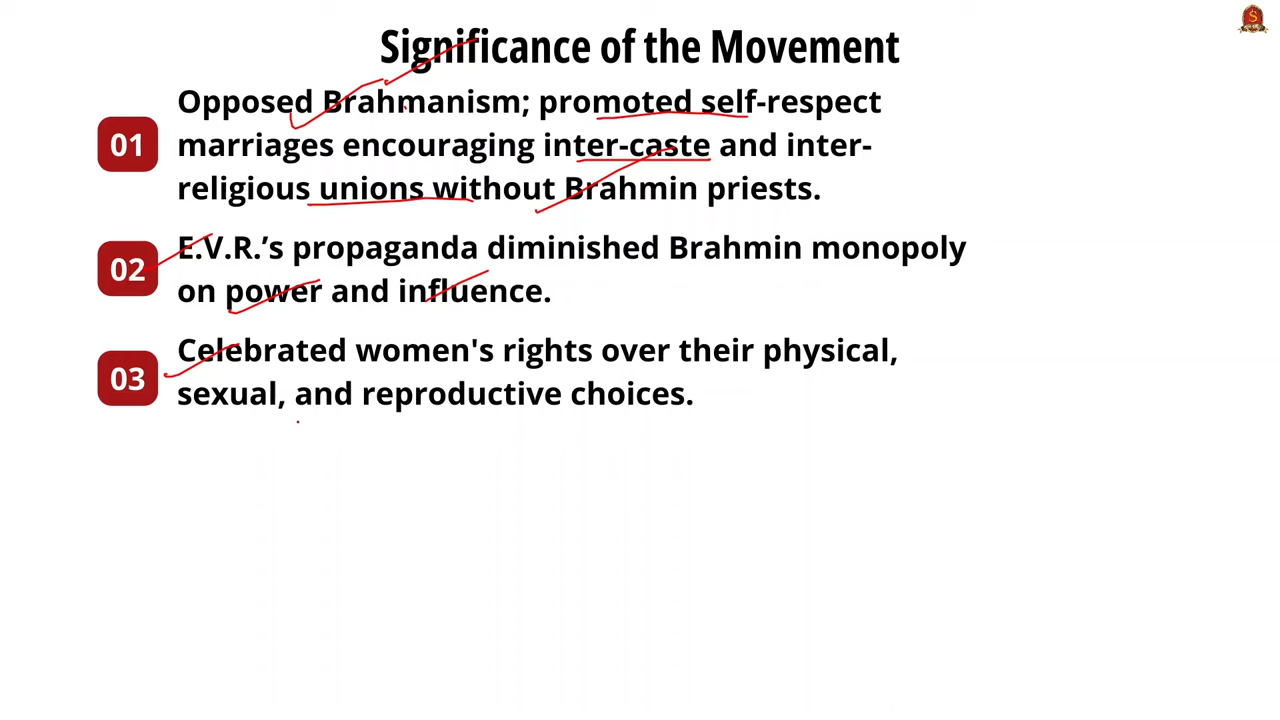 Significance of the Movement
01
Opposed Brahmanism; promoted self-respect
marriages encouraging inter-caste and inter-
religious unions without Brahmin priests.
02
E.V.R.’s propaganda diminished Brahmin monopoly
on power and influence.
03
Celebrated women's rights over their physical,
sexual, and reproductive choices.